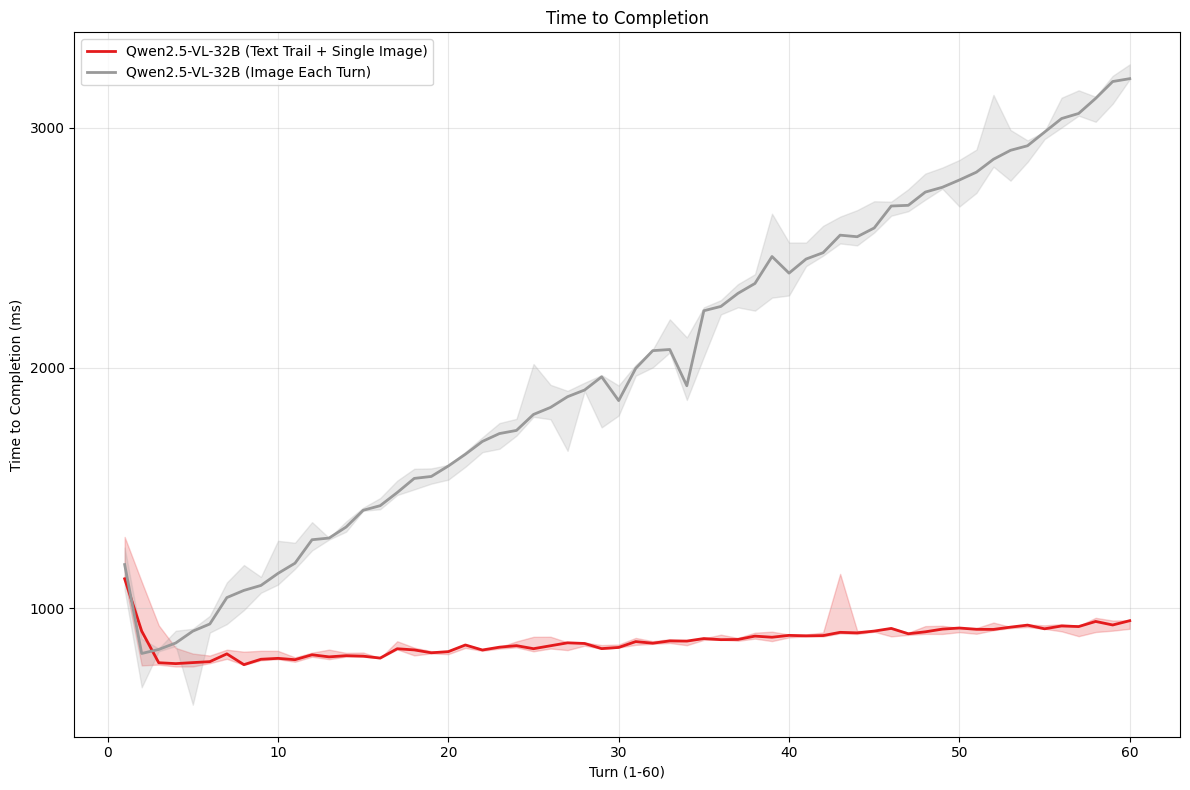 Time to Completion
Qwen2.5-VL-32B (Text Trail + Single Image)
Qwen2.5-VL-32B (Image Each Turn)
Time to Completion (ms)
3000
2000
1000
0 10 20 30 40 50 60
Turn (1-60)